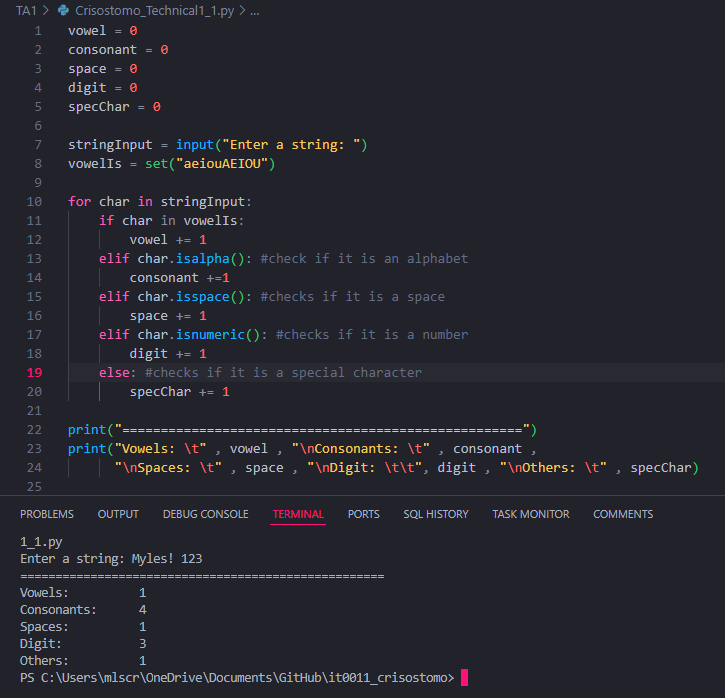 TA1 > Crisostomo_Technical1_1.py > ...
1 vowel = 0
2 consonant = 0
3 space = 0
4 digit = 0
5 specChar = 0
6
7 stringInput = input("Enter a string: ")
8 vowelIs = set("aeiouAEIOU")
9
10 for char in stringInput:
11     if char in vowelIs:
12         vowel += 1
13     elif char.isalpha(): #check if it is an alphabet
14         consonant +=1
15     elif char.isspace(): #checks if it is a space
16         space += 1
17     elif char.isnumeric(): #checks if it is a number
18         digit += 1
19     else: #checks if it is a special character
20         specChar += 1
21
22 print("====================================================")
23 print("Vowels: \t" , vowel , "\nConsonants: \t" , consonant ,
24       "\nSpaces: \t" , space , "\nDigit: \t\t", digit , "\nOthers: \t" , specChar)
25
PROBLEMS OUTPUT DEBUG CONSOLE TERMINAL PORTS SQL HISTORY TASK MONITOR COMMENTS
1_1.py
Enter a string: Myles! 123
====================================================
Vowels: 1
Consonants: 4
Spaces: 1
Digit: 3
Others: 1
PS C:\Users\mlscr\OneDrive\Documents\GitHub\it0011_crisostomo>